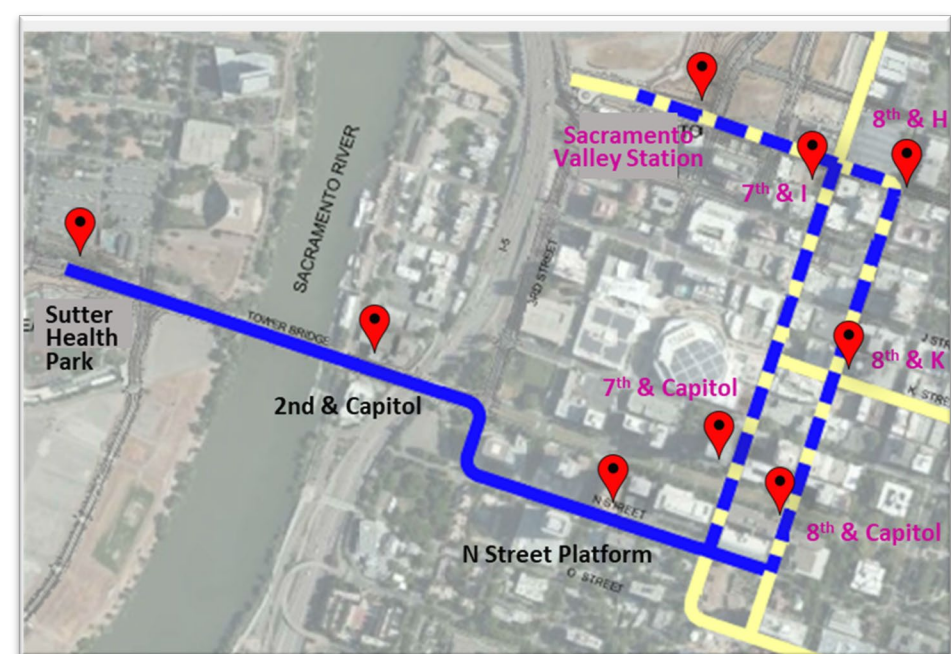 8th & H
Sacramento
Valley Station
TO
7th & I
SACRAMENTO RIVER
I-5
3RD STREET
Sutter
Health
Park
TOWER BRIDGE
2nd & Capitol
8th & K
7th & Capitol
N STREET
8th & Capitol
N Street Platform
O STREET